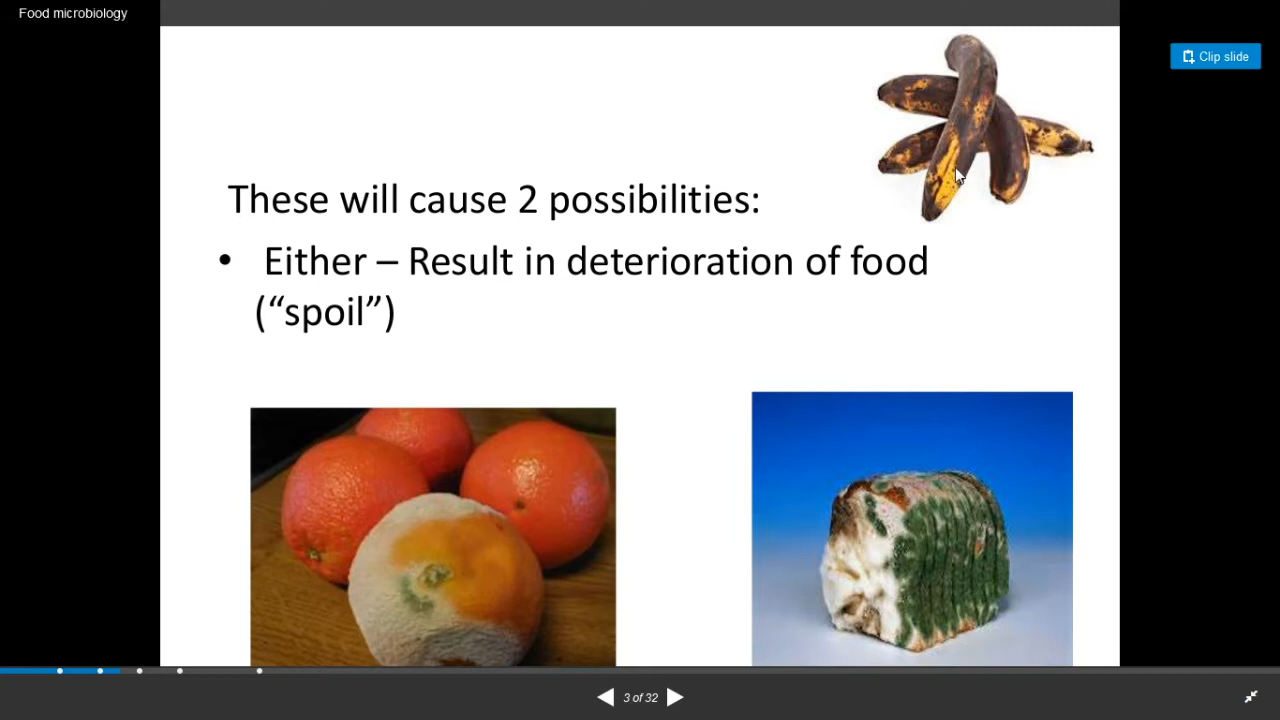 Food microbiology
Clip slide
These will cause 2 possibilities:
• Either – Result in deterioration of food
(“spoil”)
3 of 32